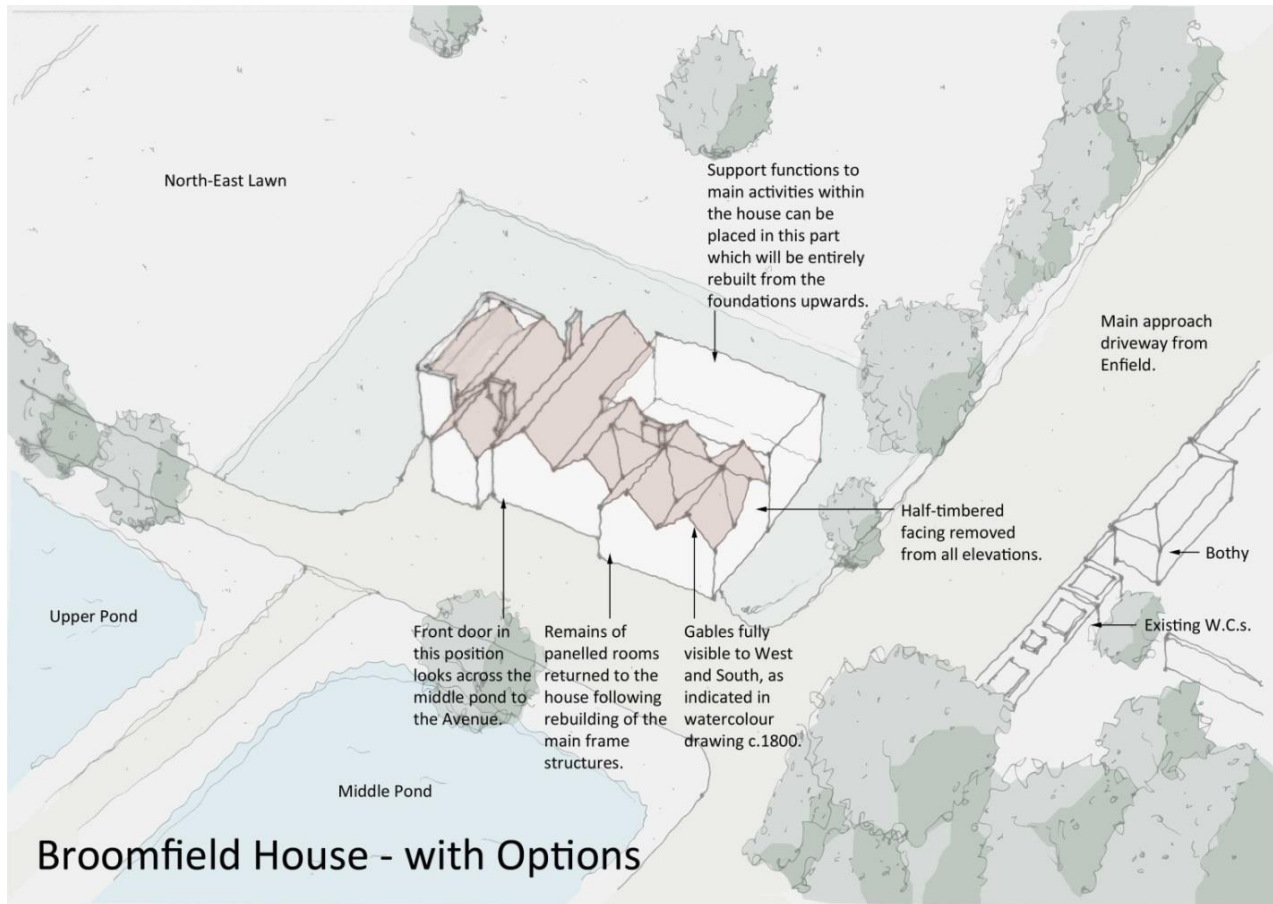 North-East Lawn
Support functions to
main activities within
the house can be
placed in this part
which will be entirely
rebuilt from the
foundations upwards.
Main approach
driveway from
Enfield.
Half-timbered
facing removed
from all elevations.
Bothy
Existing W.C.s.
Upper Pond
Front door in
this position
looks across the
middle pond to
the Avenue.
Remains of
panelled rooms
returned to the
house following
rebuilding of the
main frame
structures.
Gables fully
visible to West
and South, as
indicated in
watercolour
drawing c.1800.
Middle Pond
Broomfield House - with Options